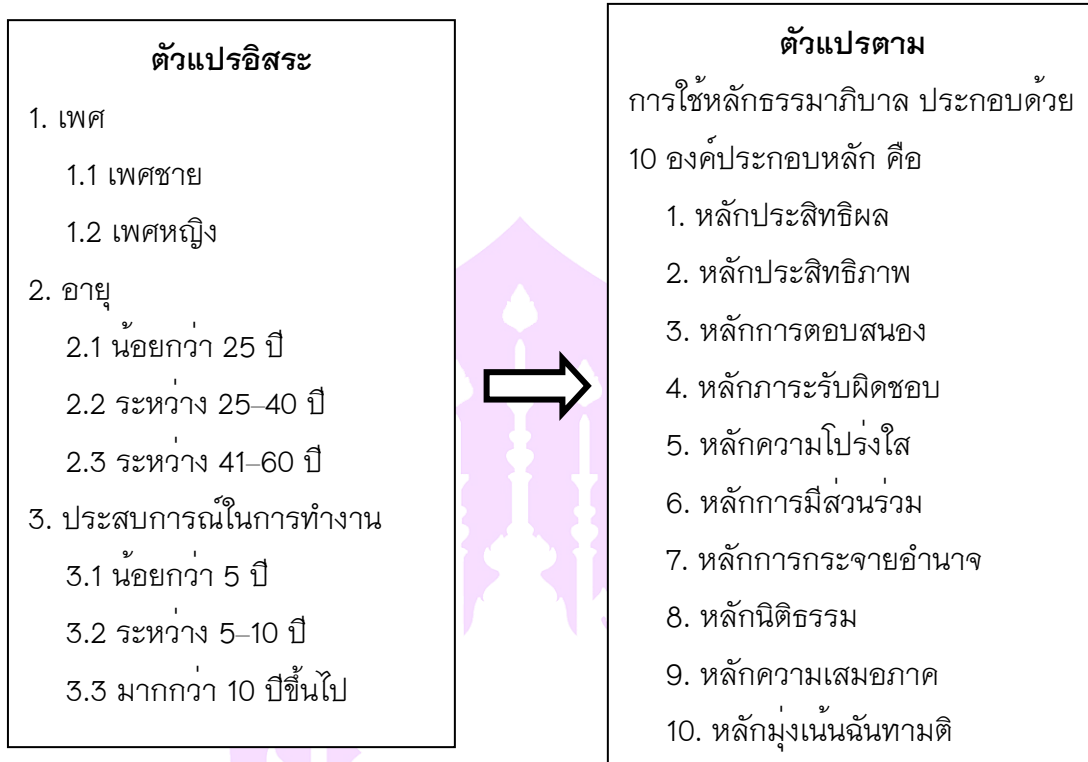 ตัวแปรอิสระ
1. เพศ
1.1 เพศชาย
1.2 เพศหญิง
2. อายุ
2.1 น้อยกว่า 25 ปี
2.2 ระหว่าง 25–40 ปี
2.3 ระหว่าง 41–60 ปี
3. ประสบการณ์ในการทำงาน
3.1 น้อยกว่า 5 ปี
3.2 ระหว่าง 5–10 ปี
3.3 มากกว่า 10 ปีขึ้นไป
ตัวแปรตาม
การใช้หลักธรรมาภิบาล ประกอบด้วย
10 องค์ประกอบหลัก คือ
1. หลักประสิทธิผล
2. หลักประสิทธิภาพ
3. หลักการตอบสนอง
4. หลักภาระรับผิดชอบ
5. หลักความโปร่งใส
6. หลักการมีส่วนร่วม
7. หลักการกระจายอำนาจ
8. หลักนิติธรรม
9. หลักความเสมอภาค
10. หลักมุ่งเน้นฉันทามติ